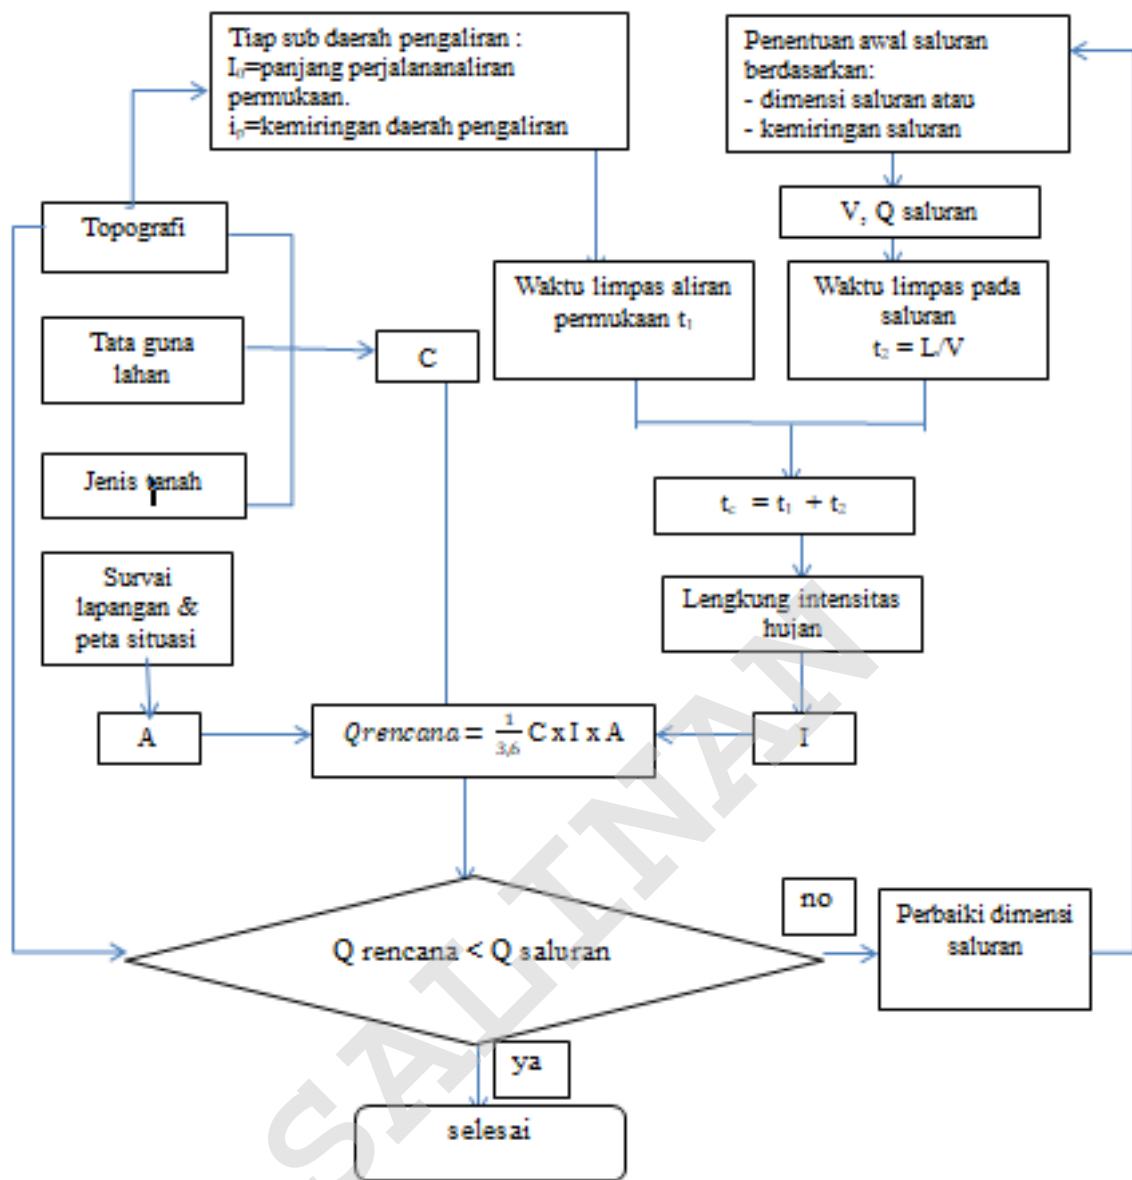 Tiap sub daerah pengaliran :
I₀=panjang perjalananaliran
permukaan.
iₚ=kemiringan daerah pengaliran
Penentuan awal saluran
berdasarkan:
- dimensi saluran atau
- kemiringan saluran
Topografi
V, Q saluran
Waktu limpas aliran
permukaan t₁
Waktu limpas pada
saluran
t₂ = L/V
Tata guna
lahan
C
Jenis tanah
t꜀ = t₁ + t₂
Survai
lapangan &
peta situasi
Lengkung intensitas
hujan
A
Qrencana = 1/3,6 C x I x A
I
Q rencana < Q saluran
no
Perbaiki dimensi
saluran
ya
selesai
SALINAN